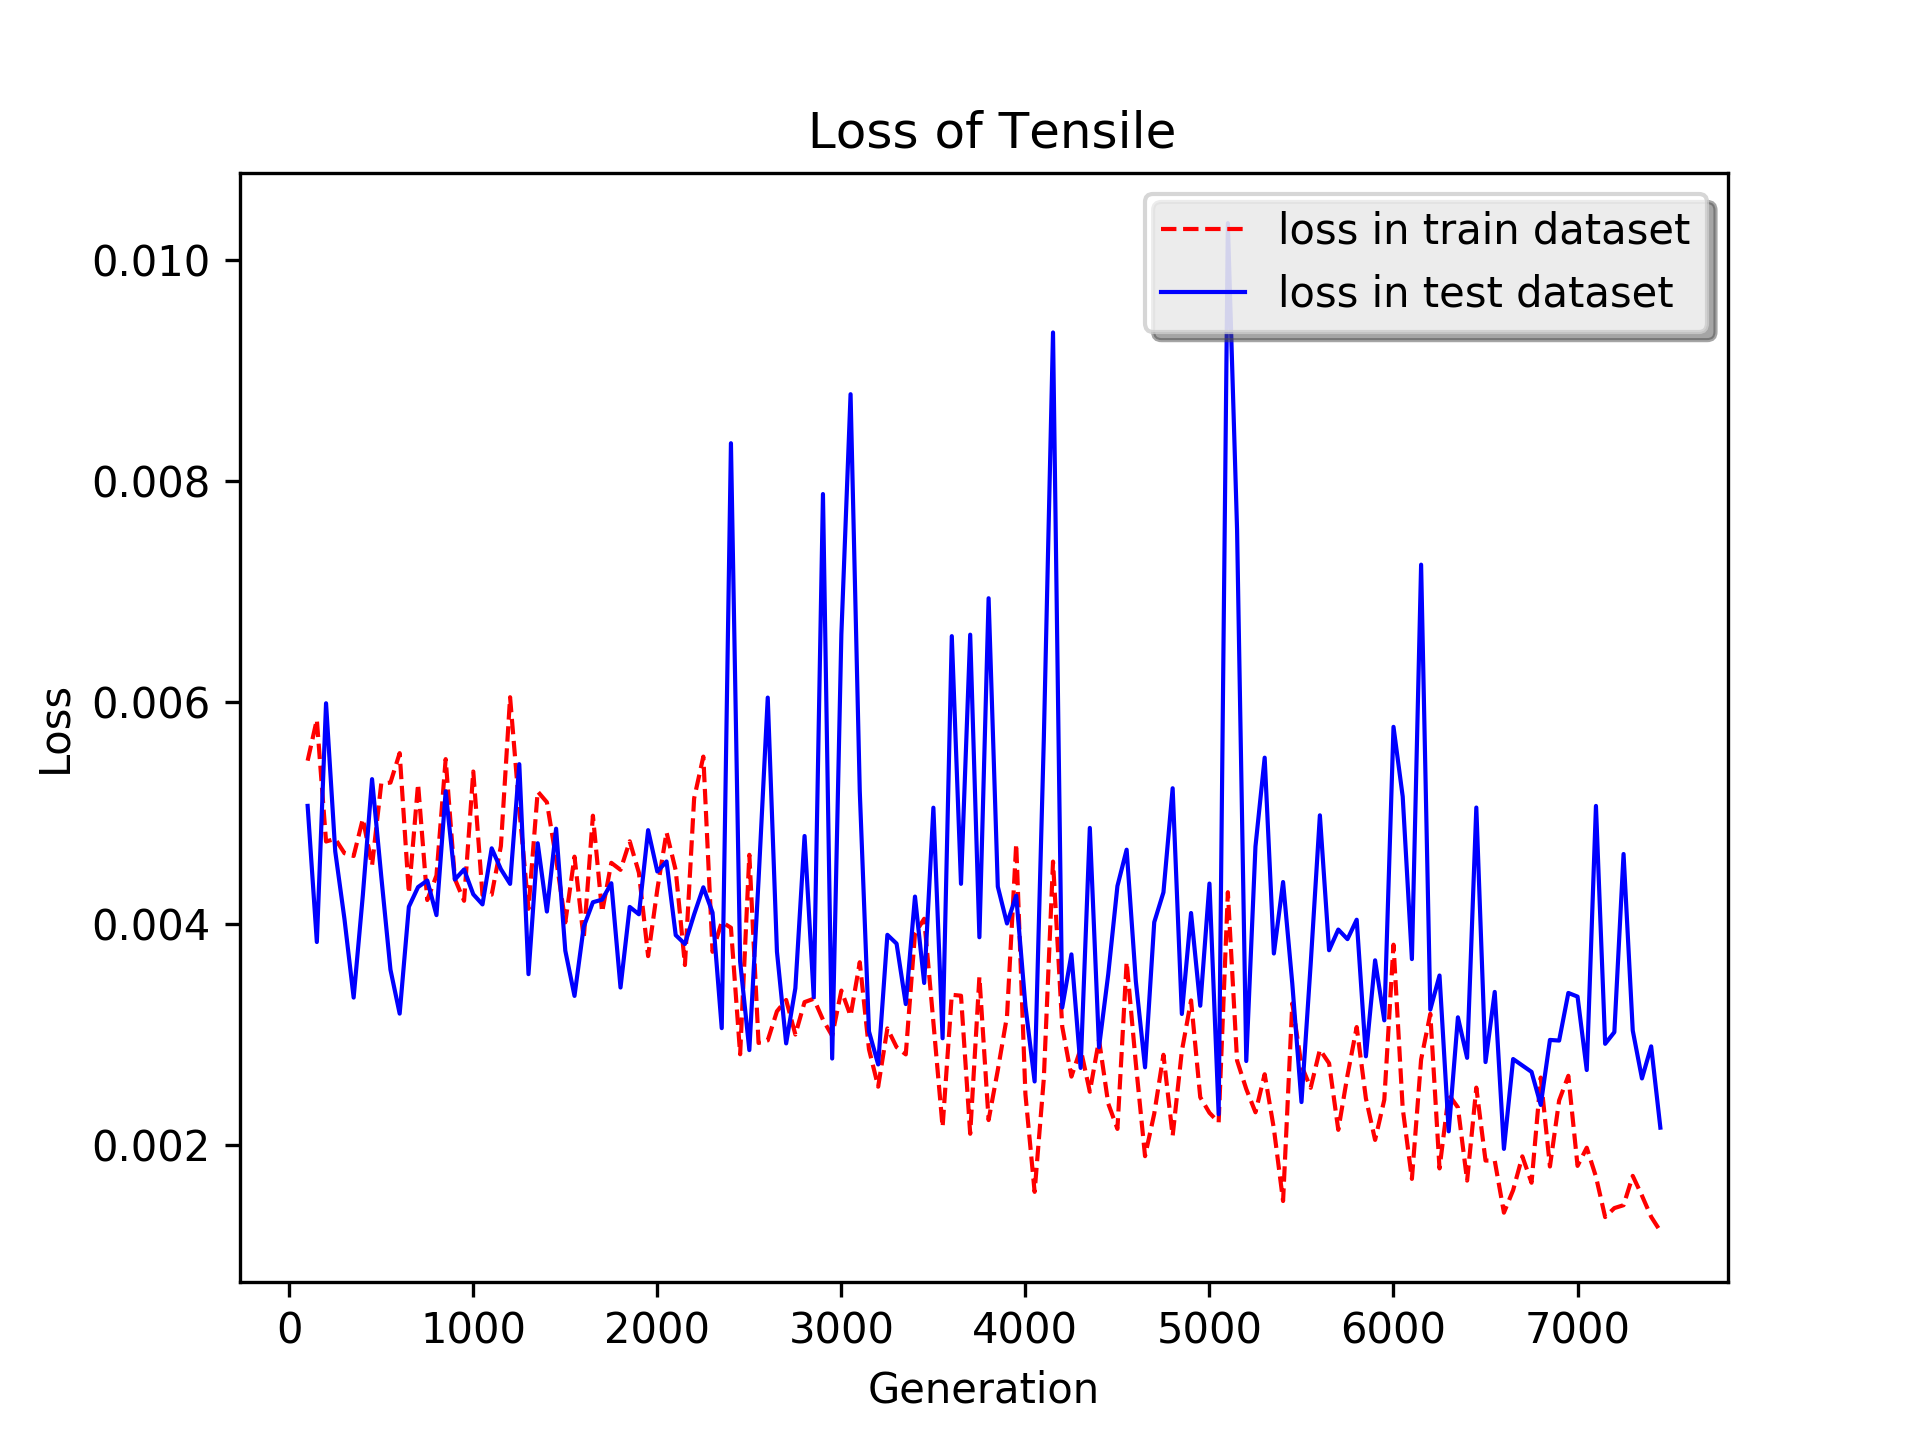 Loss of Tensile
loss in train dataset
loss in test dataset
0.010
0.008
0.006
0.004
0.002
Loss
0 1000 2000 3000 4000 5000 6000 7000
Generation